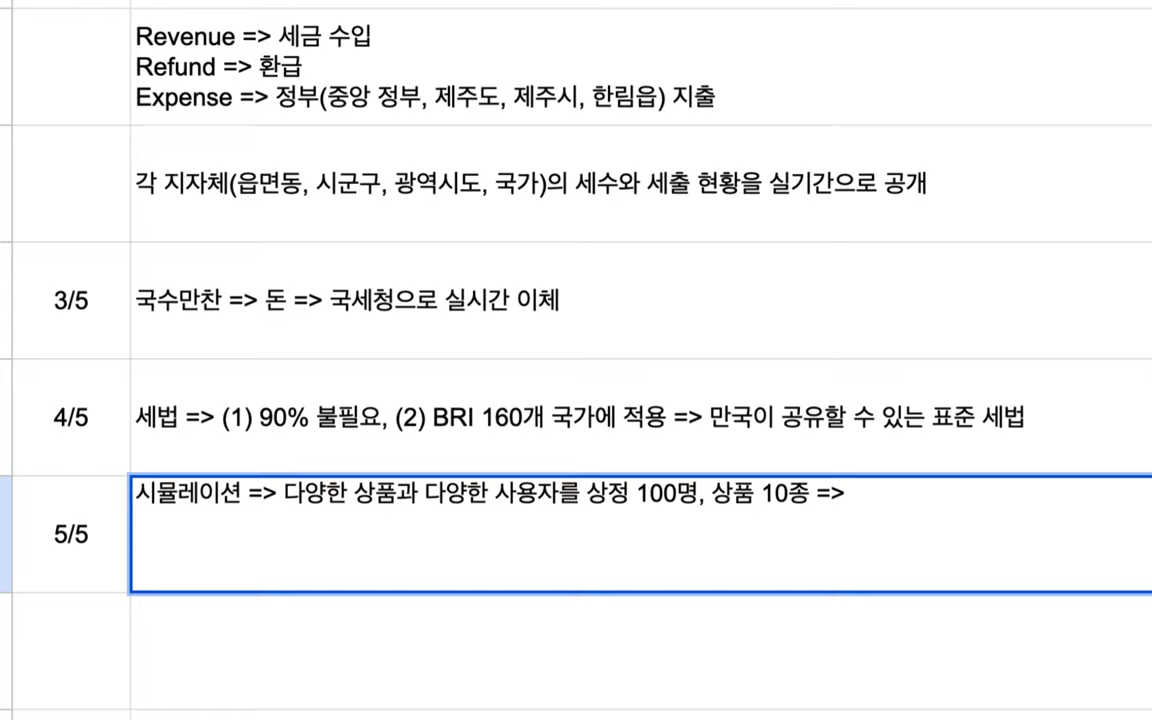 Revenue => 세금 수입
Refund => 환급
Expense => 정부(중앙 정부, 제주도, 제주시, 한림읍) 지출
각 지자체(읍면동, 시군구, 광역시도, 국가)의 세수와 세출 현황을 실기간으로 공개
3/5 국수만찬 => 돈 => 국세청으로 실시간 이체
4/5 세법 => (1) 90% 불필요, (2) BRI 160개 국가에 적용 => 만국이 공유할 수 있는 표준 세법
5/5 시뮬레이션 => 다양한 상품과 다양한 사용자를 상정 100명, 상품 10종 =>